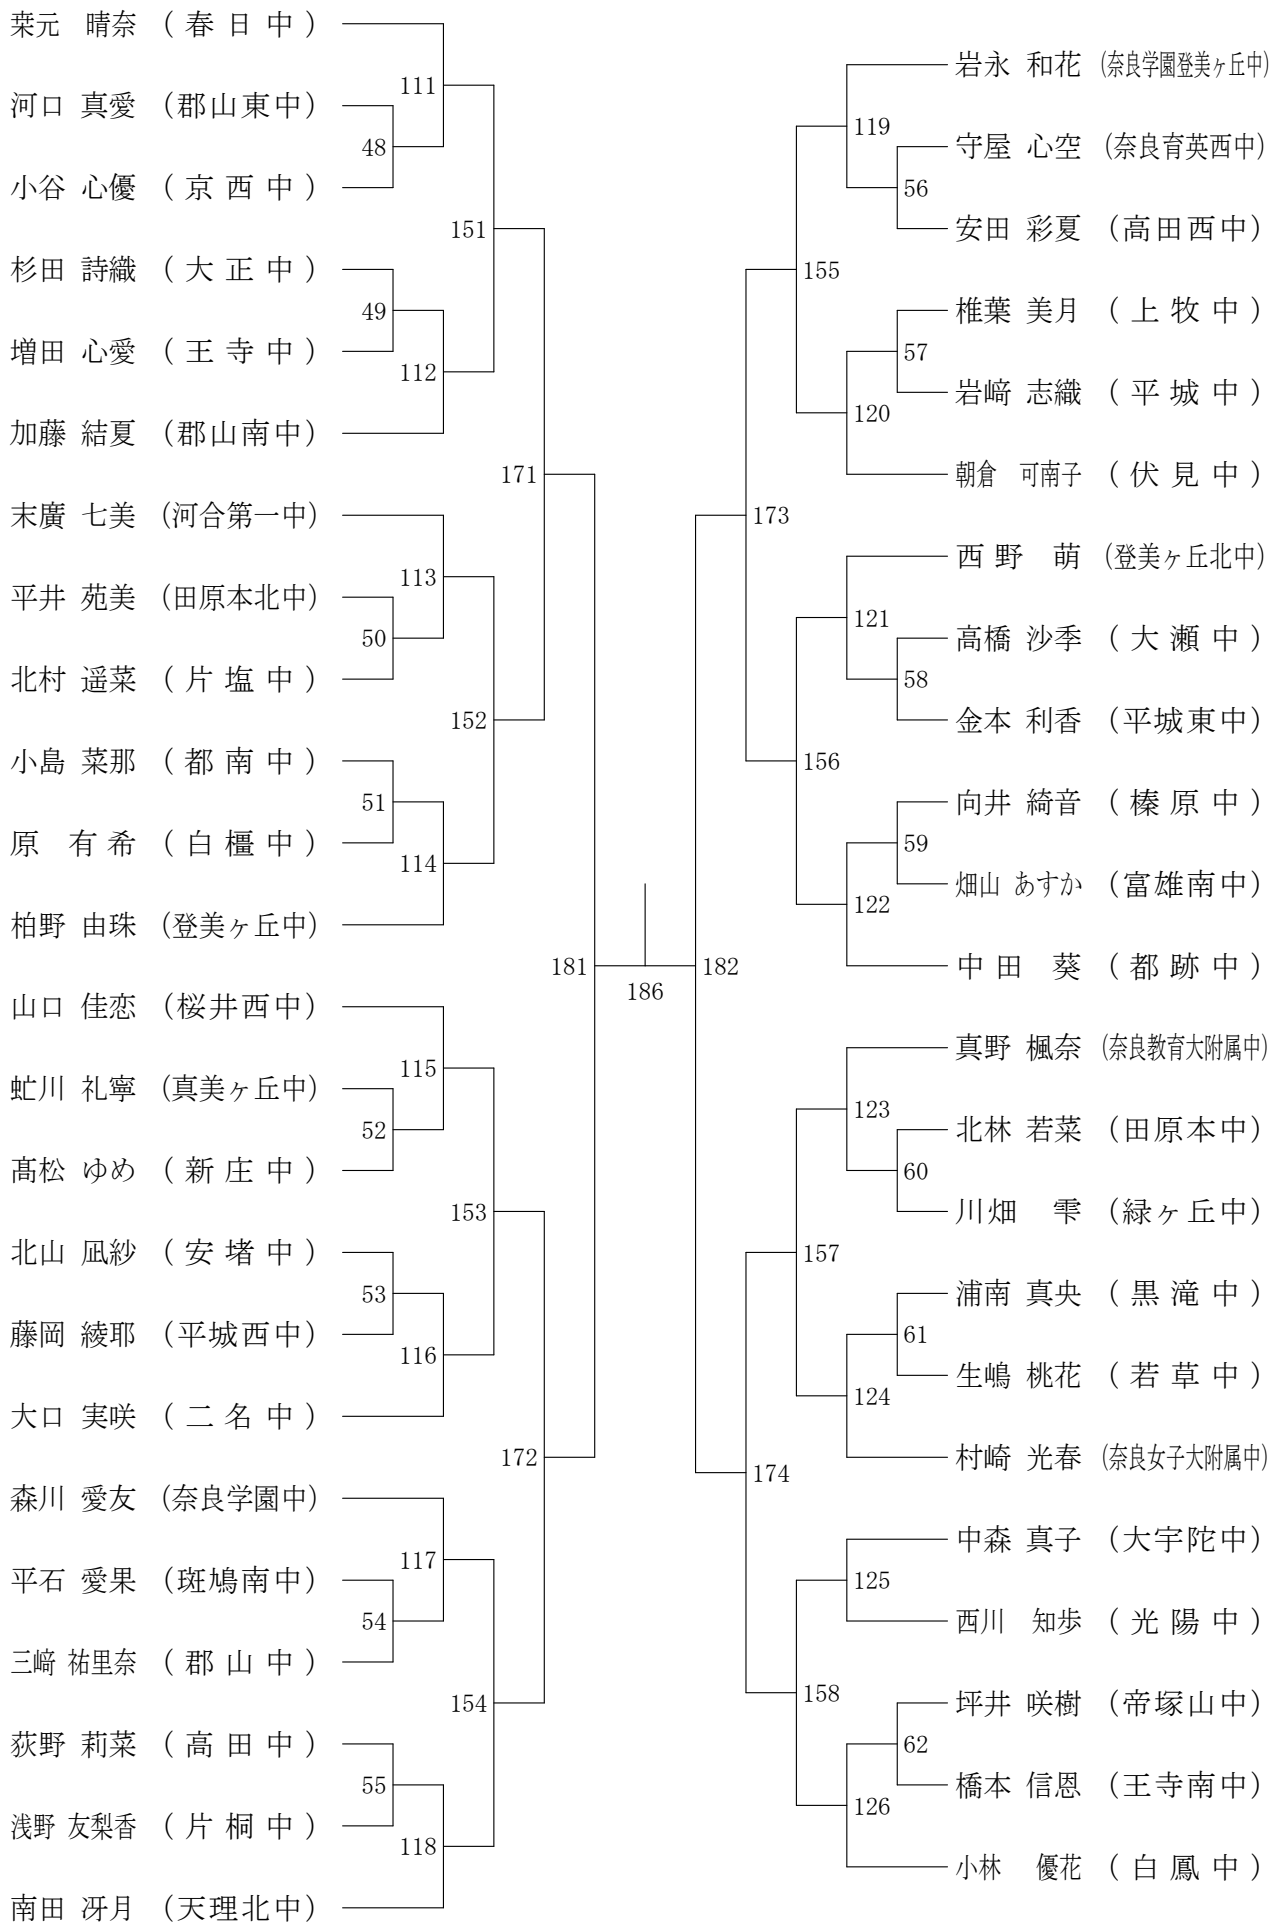 桒元 晴奈 (春日中)
河口 真愛 (郡山東中)
小谷 心優 (京西中)
杉田 詩織 (大正中)
増田 心愛 (王寺中)
加藤 結夏 (郡山南中)
末廣 七美 (河合第一中)
平井 苑美 (田原本北中)
北村 遥菜 (片塩中)
小島 菜那 (都南中)
原 有希 (白橿中)
柏野 由珠 (登美ヶ丘中)
山口 佳恋 (桜井西中)
虻川 礼寧 (真美ヶ丘中)
髙松 ゆめ (新庄中)
北山 凪紗 (安堵中)
藤岡 綾耶 (平城西中)
大口 実咲 (二名中)
森川 愛友 (奈良学園中)
平石 愛果 (斑鳩南中)
三﨑 祐里奈 (郡山中)
荻野 莉菜 (高田中)
浅野 友梨香 (片桐中)
南田 冴月 (天理北中)
48
49
50
51
52
53
54
55
111
112
113
114
115
116
117
118
151
152
153
154
171
172
181
186
182
173
174
155
156
157
158
119
120
121
122
123
124
125
126
56
57
58
59
60
61
62
岩永 和花 (奈良学園登美ヶ丘中)
守屋 心空 (奈良育英西中)
安田 彩夏 (高田西中)
椎葉 美月 (上牧中)
岩﨑 志織 (平城中)
朝倉 可南子 (伏見中)
西野 萌 (登美ヶ丘北中)
高橋 沙季 (大瀬中)
金本 利香 (平城東中)
向井 綺音 (榛原中)
畑山 あすか (富雄南中)
中田 葵 (都跡中)
真野 楓奈 (奈良教育大附属中)
北林 若菜 (田原本中)
川畑 雫 (緑ヶ丘中)
浦南 真央 (黒滝中)
生嶋 桃花 (若草中)
村崎 光春 (奈良女子大附属中)
中森 真子 (大宇陀中)
西川 知歩 (光陽中)
坪井 咲樹 (帝塚山中)
橋本 信恩 (王寺南中)
小林 優花 (白鳳中)